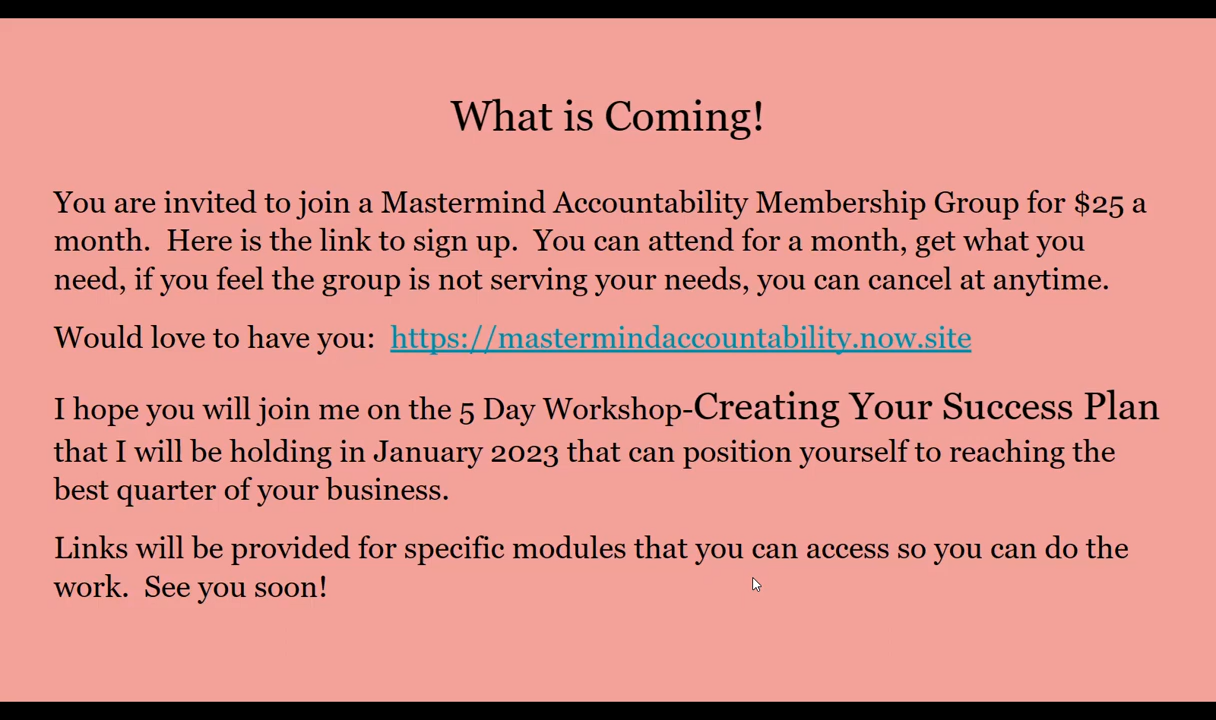 What is Coming!
You are invited to join a Mastermind Accountability Membership Group for $25 a
month.  Here is the link to sign up.  You can attend for a month, get what you
need, if you feel the group is not serving your needs, you can cancel at anytime.
Would love to have you:  https://mastermindaccountability.now.site
I hope you will join me on the 5 Day Workshop-Creating Your Success Plan
that I will be holding in January 2023 that can position yourself to reaching the
best quarter of your business.
Links will be provided for specific modules that you can access so you can do the
work.  See you soon!